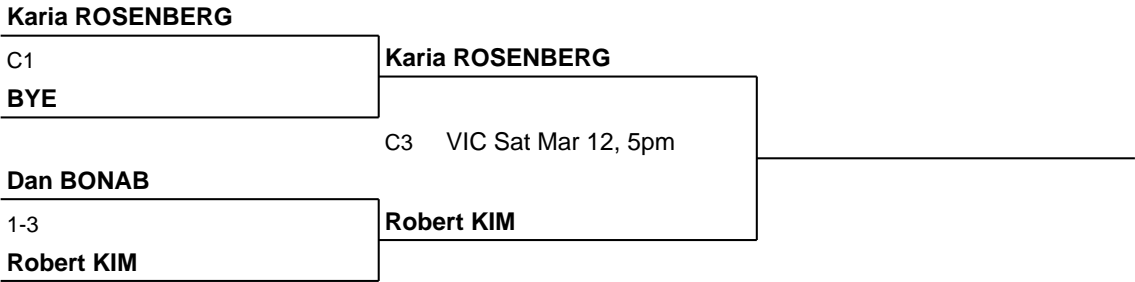 Karia ROSENBERG
C1
Karia ROSENBERG
BYE
C3 VIC Sat Mar 12, 5pm
Dan BONAB
1-3
Robert KIM
Robert KIM